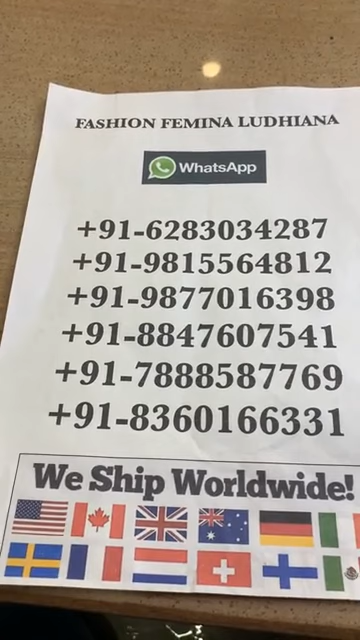 FASHION FEMINA LUDHIANA
WhatsApp
+91-6283034287
+91-9815564812
+91-9877016398
+91-8847607541
+91-7888587769
+91-8360166331
We Ship Worldwide!